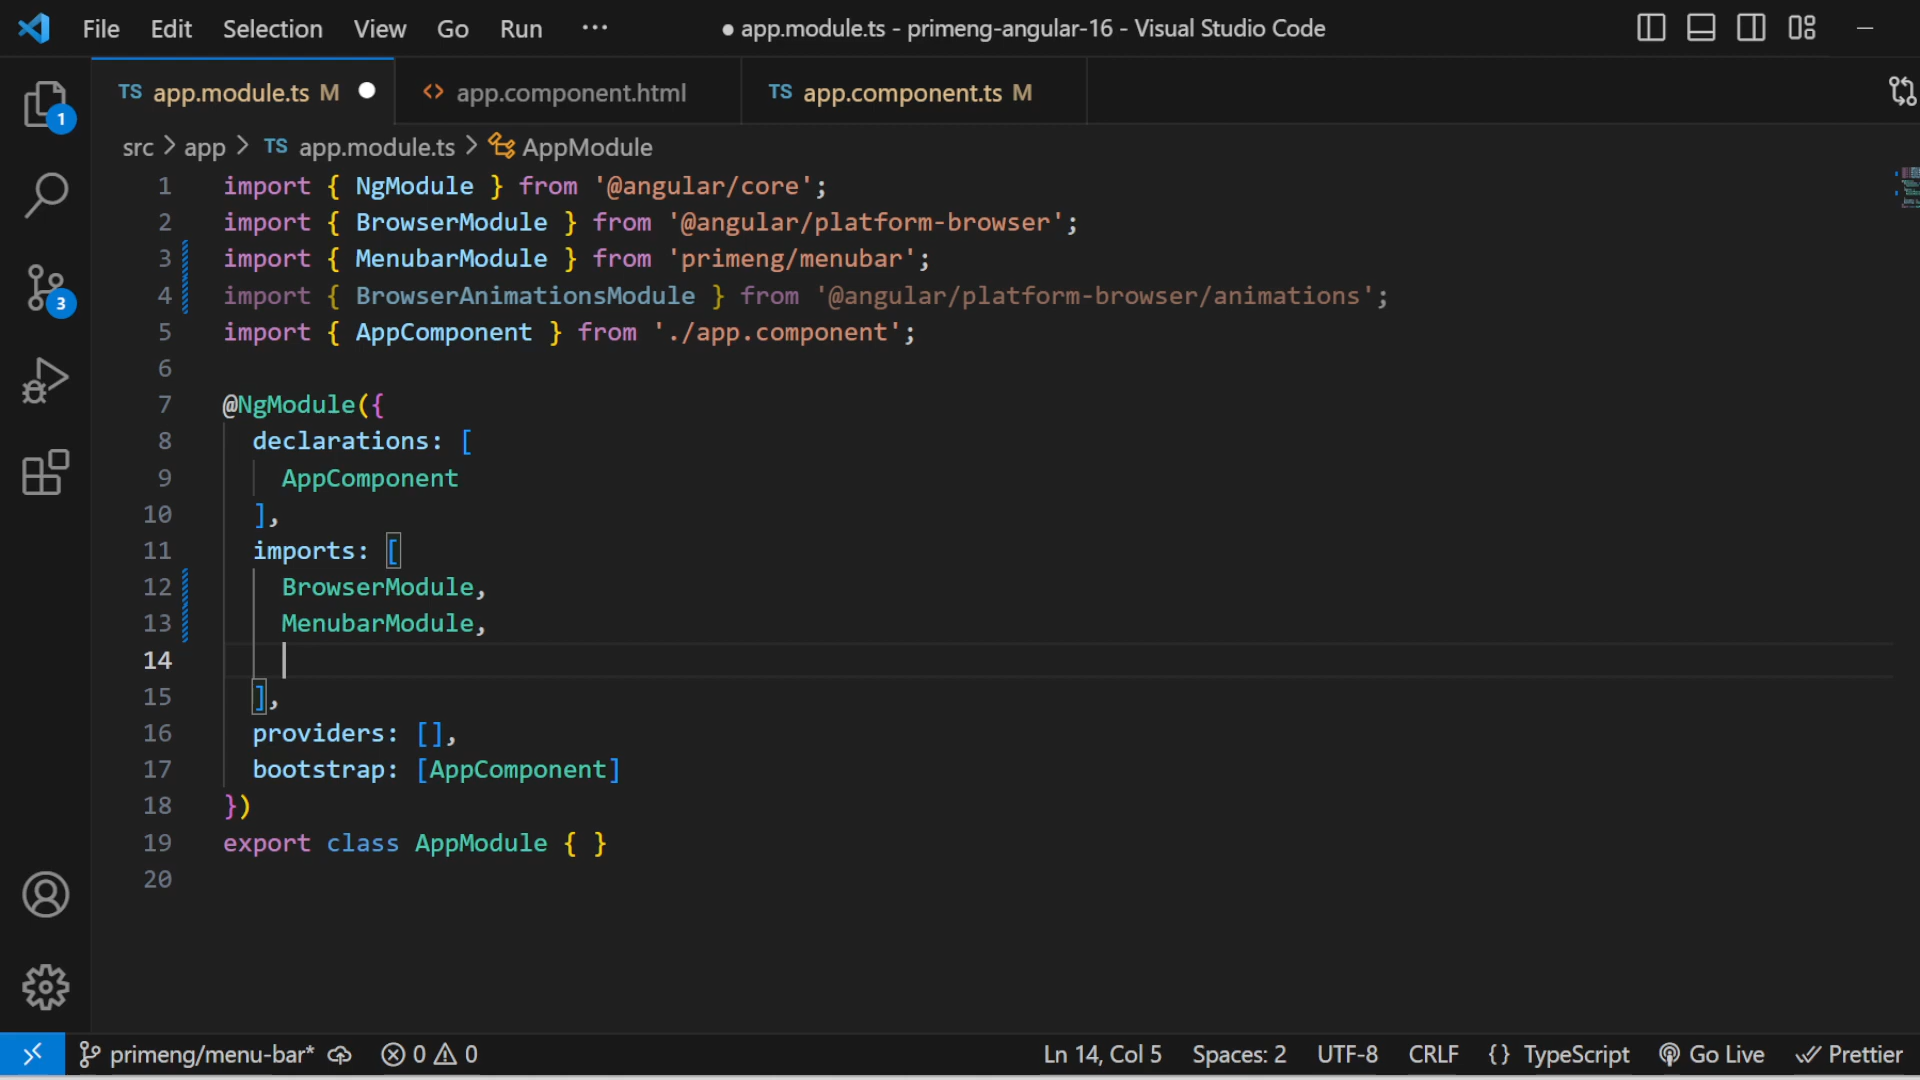 File Edit Selection View Go Run ··· ● app.module.ts - primeng-angular-16 - Visual Studio Code
TS app.module.ts M ● <> app.component.html TS app.component.ts M
1
src > app > TS app.module.ts > AppModule
1 import { NgModule } from '@angular/core';
2 import { BrowserModule } from '@angular/platform-browser';
3 import { MenubarModule } from 'primeng/menubar';
4 import { BrowserAnimationsModule } from '@angular/platform-browser/animations';
3
5 import { AppComponent } from './app.component';
6
7 @NgModule({
8 declarations: [
9 AppComponent
10 ],
11 imports: [
12 BrowserModule,
13 MenubarModule,
14
15 ],
16 providers: [],
17 bootstrap: [AppComponent]
18 })
19 export class AppModule { }
20
primeng/menu-bar* 0 0 Ln 14, Col 5 Spaces: 2 UTF-8 CRLF {} TypeScript Go Live Prettier